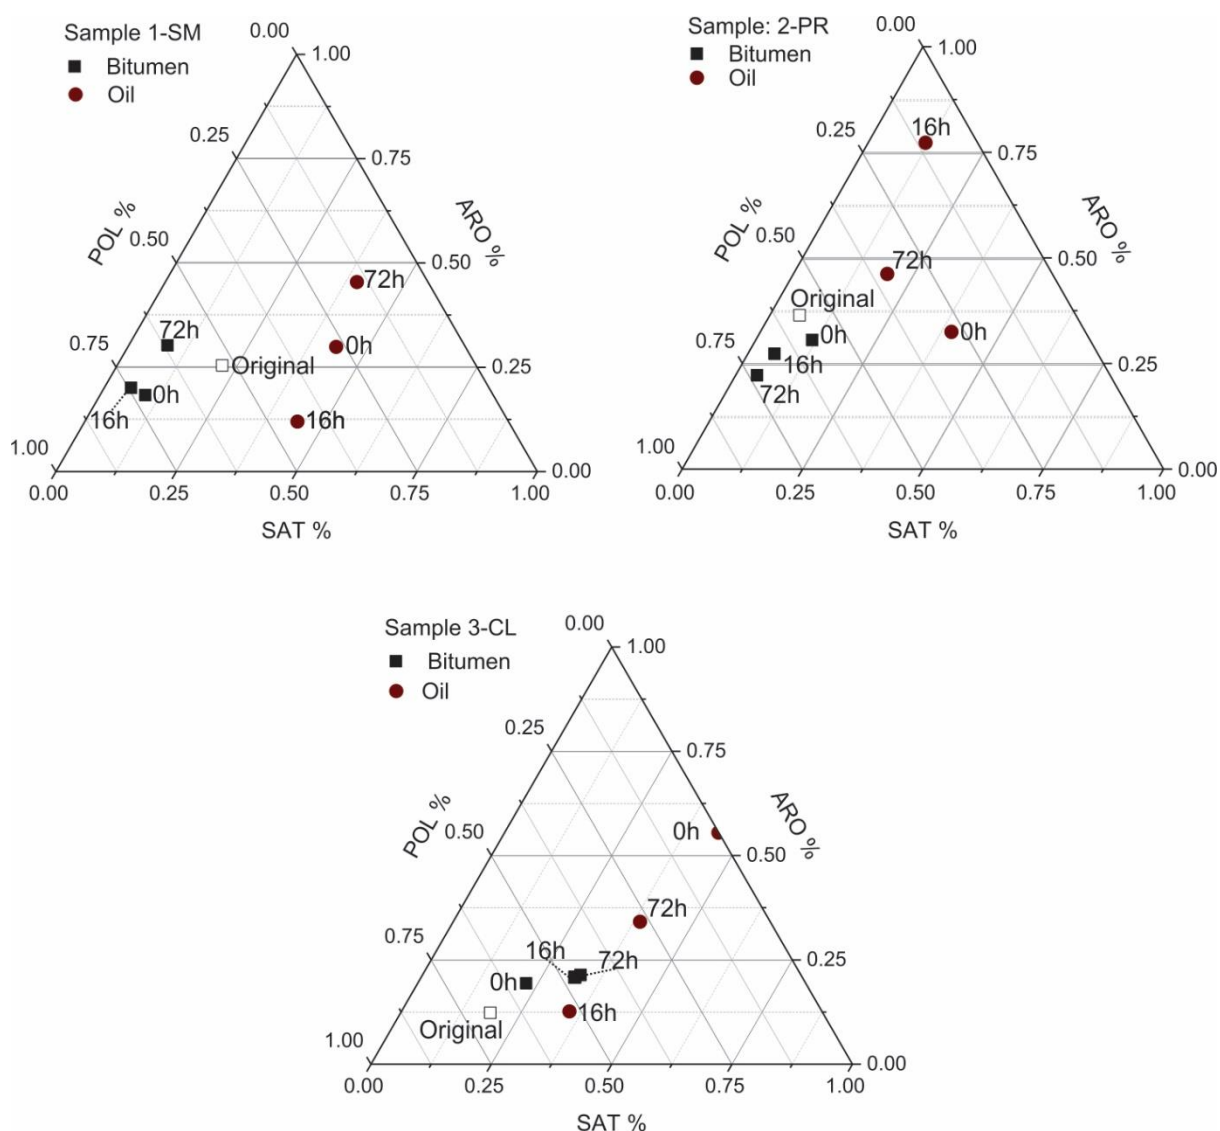 Sample 1-SM
Bitumen
Oil
0.00
1.00
0.25
0.75
POL %
ARO %
0.50
0.50
72h
72h
0h
0.75
Original
0.25
0h
16h
16h
1.00
0.00
0.00
0.25
0.50
0.75
1.00
SAT %
Sample: 2-PR
Bitumen
Oil
0.00
1.00
16h
0.25
0.75
POL %
ARO %
0.50
0.50
72h
Original
0h
0h
0.75
16h
0.25
72h
1.00
0.00
0.00
0.25
0.50
0.75
1.00
SAT %
Sample 3-CL
Bitumen
Oil
0.00
1.00
0.25
0.75
POL %
ARO %
0.50
0h
0.50
72h
0.75
16h
72h
0.25
0h
16h
Original
1.00
0.00
0.00
0.25
0.50
0.75
1.00
SAT %